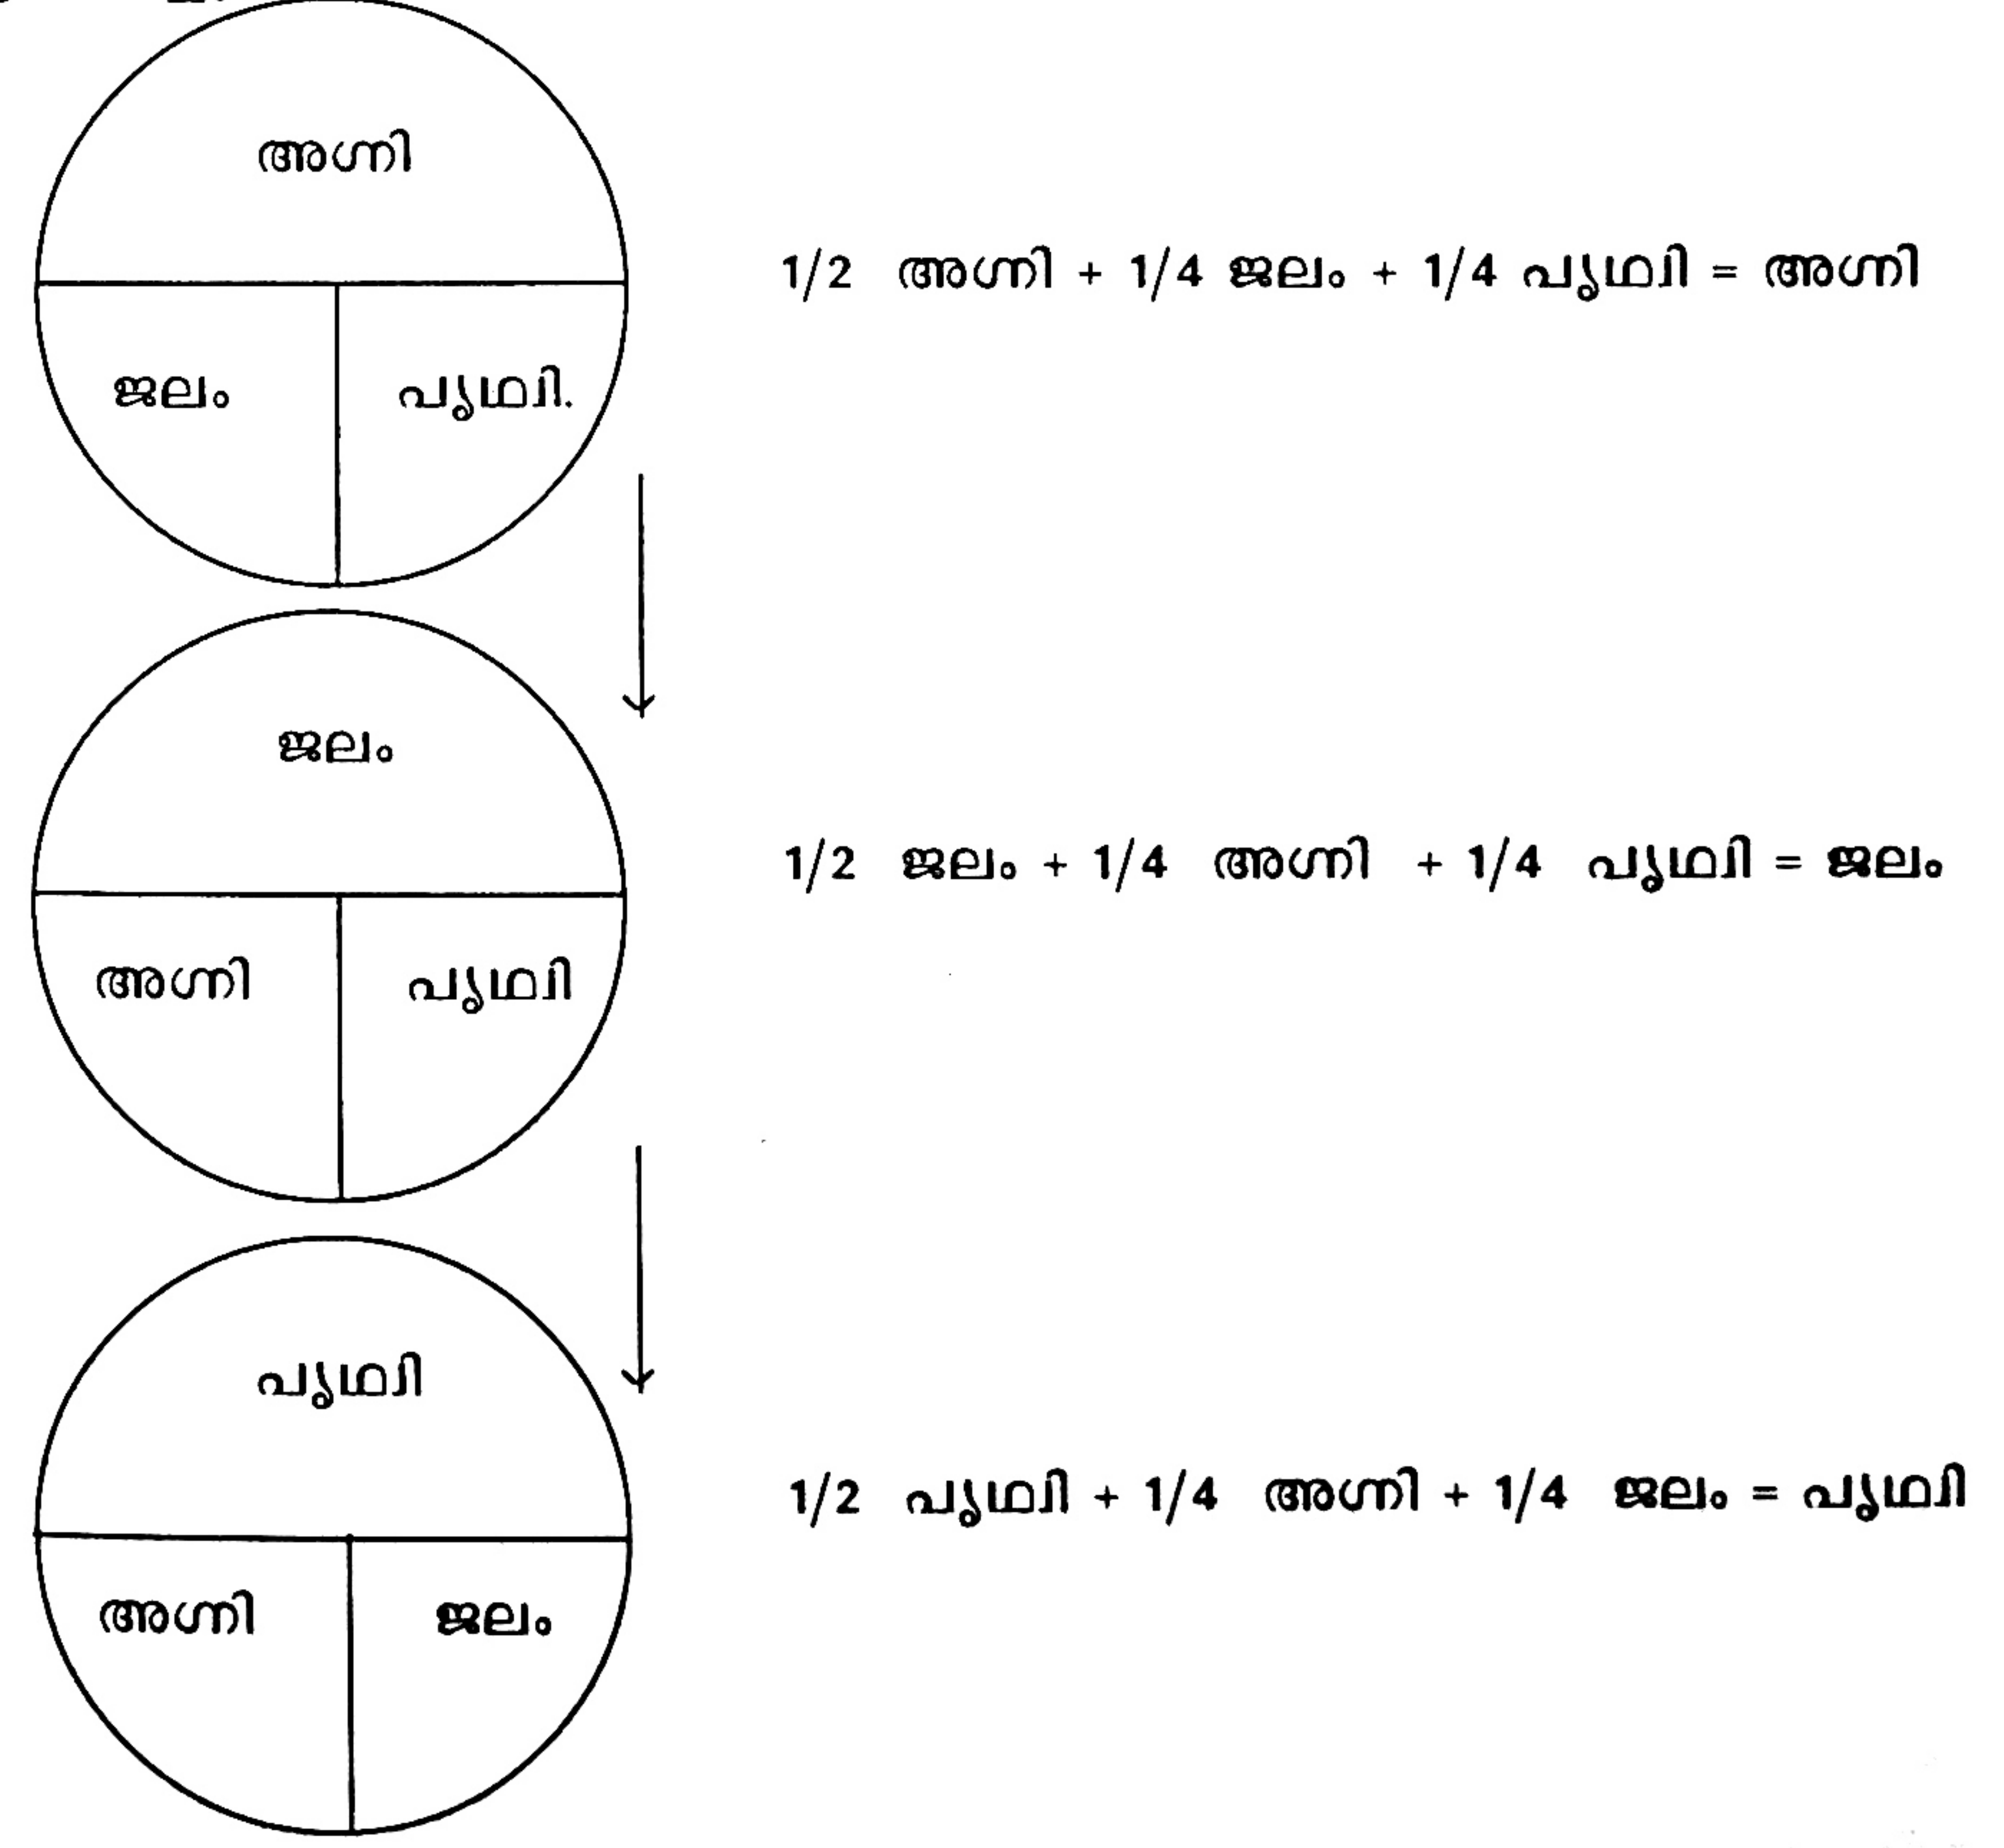 അഗ്നി
1/2 അഗ്നി + 1/4 ജലം + 1/4 പൃഥ്വി = അഗ്നി
ജലം പൃഥ്വി.
ജലം
1/2 ജലം + 1/4 അഗ്നി + 1/4 പൃഥ്വി = ജലം
അഗ്നി പൃഥ്വി
പൃഥ്വി
1/2 പൃഥ്വി + 1/4 അഗ്നി + 1/4 ജലം = പൃഥ്വി
അഗ്നി ജലം